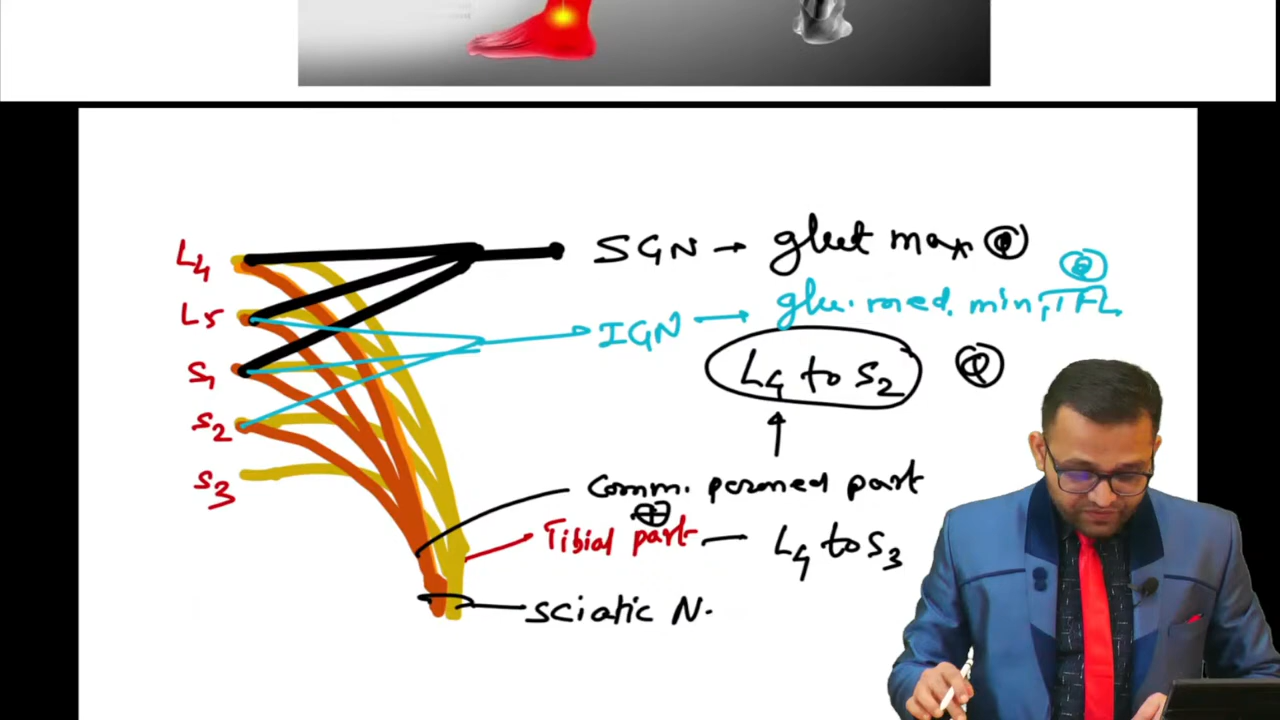 L4
SGN → glut max
L5
IGN → glu. med. min, TFL
S1
L4 to S2
S2
S3
Comm. peroneal part
Tibial part — L4 to S3
Sciatic N.